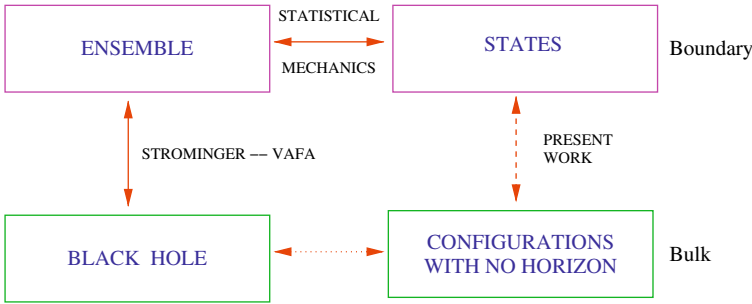 STATISTICAL
ENSEMBLE
STATES
Boundary
MECHANICS
STROMINGER −− VAFA
PRESENT
WORK
BLACK HOLE
CONFIGURATIONS
WITH NO HORIZON
Bulk